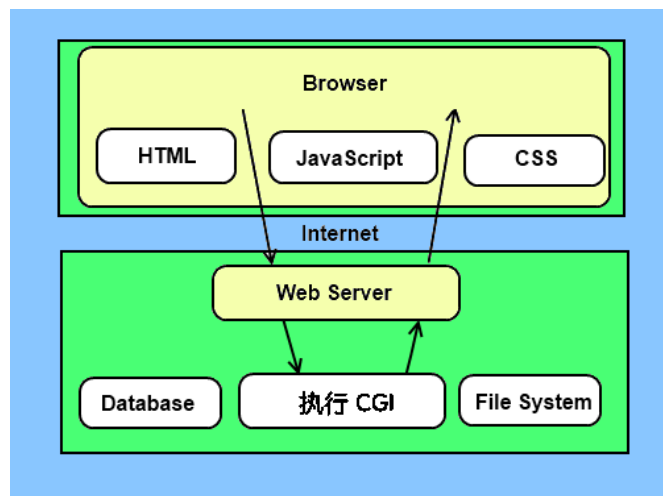 Browser
HTML
JavaScript
CSS
Internet
Web Server
Database
执行 CGI
File System